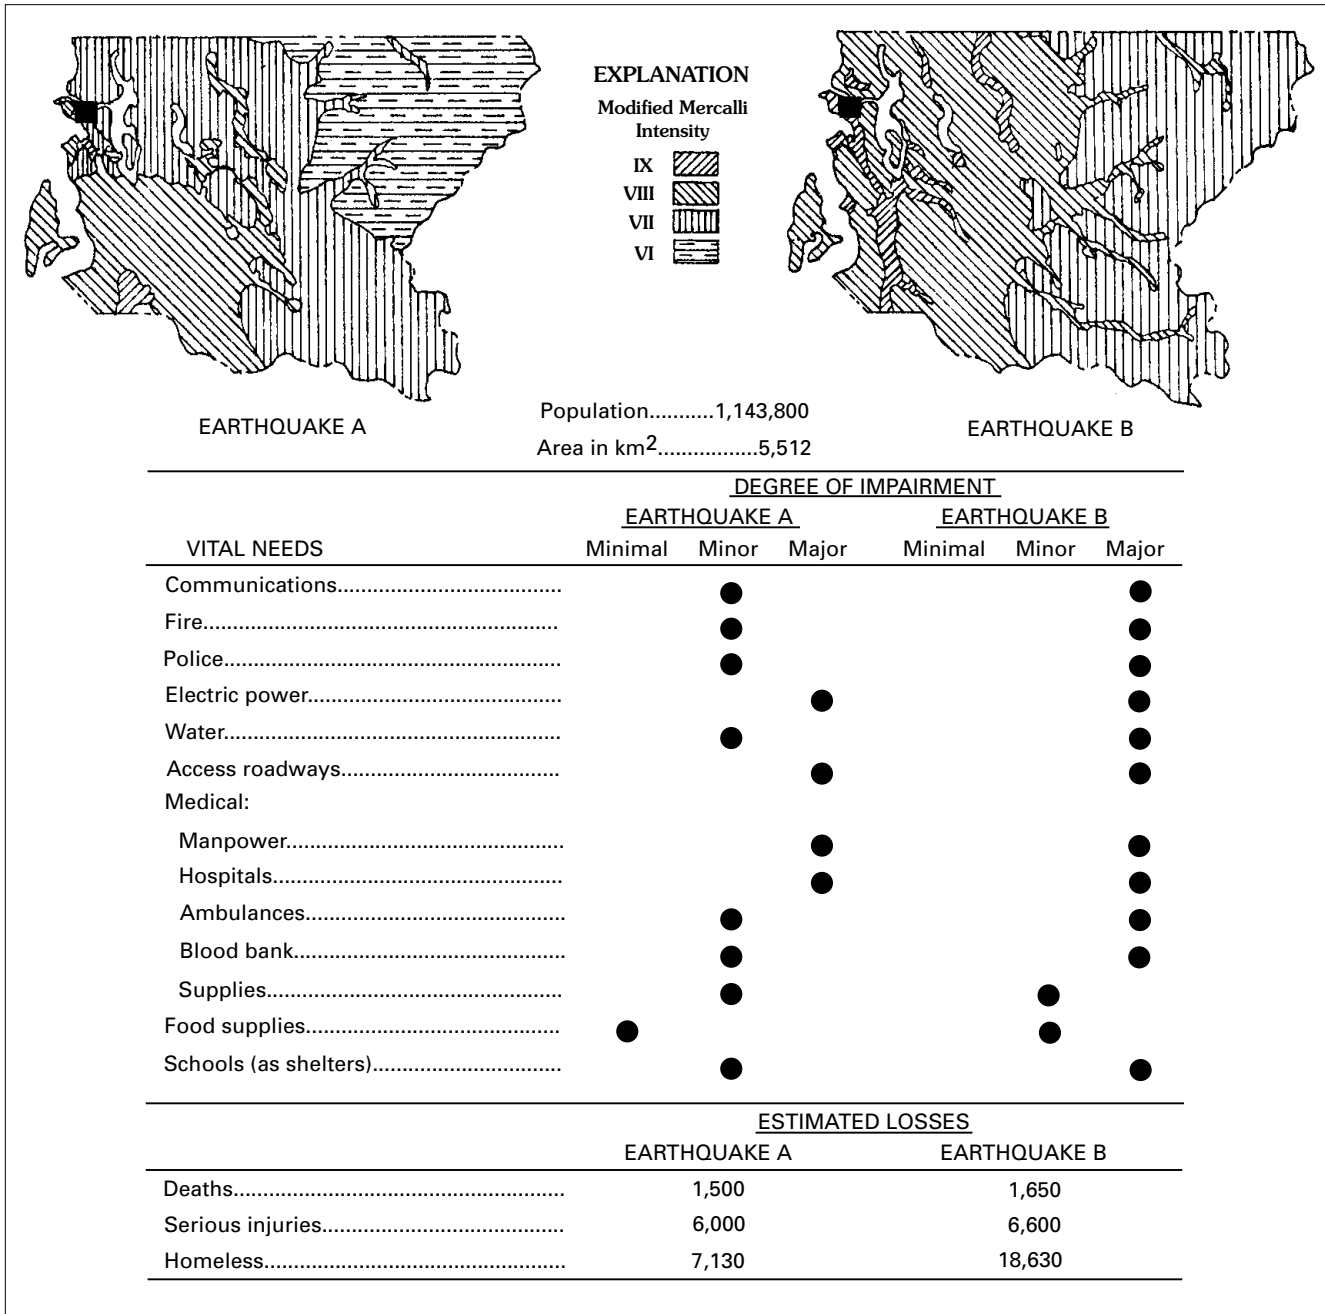 EXPLANATION
Modified Mercalli
Intensity
IX
VIII
VII
VI
EARTHQUAKE A
EARTHQUAKE B
Population...........1,143,800
Area in km2.................5,512
DEGREE OF IMPAIRMENT
EARTHQUAKE A EARTHQUAKE B
VITAL NEEDS Minimal Minor Major Minimal Minor Major
Communications......................................
Fire............................................................
Police.........................................................
Electric power...........................................
Water.........................................................
Access roadways.....................................
Medical:
Manpower...............................................
Hospitals.................................................
Ambulances............................................
Blood bank..............................................
Supplies..................................................
Food supplies...........................................
Schools (as shelters)................................
ESTIMATED LOSSES
EARTHQUAKE A EARTHQUAKE B
Deaths........................................................ 1,500 1,650
Serious injuries......................................... 6,000 6,600
Homeless................................................... 7,130 18,630